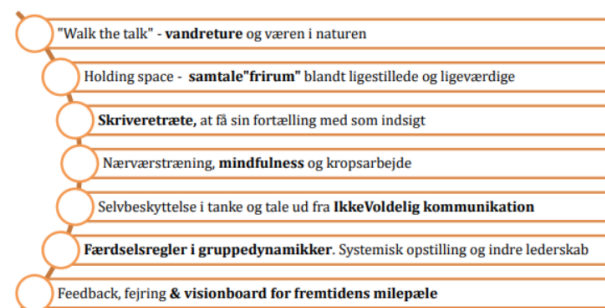 "Walk the talk" - vandreture og væren i naturen
Holding space - samtale"frirum" blandt ligestillede og ligeværdige
Skriveretræte, at få sin fortælling med som indsigt
Nærværstræning, mindfulness og kropsarbejde
Selvbeskyttelse i tanke og tale ud fra IkkeVoldelig kommunikation
Færdselsregler i gruppedynamikker. Systemisk opstilling og indre lederskab
Feedback, fejring & visionboard for fremtidens milepæle